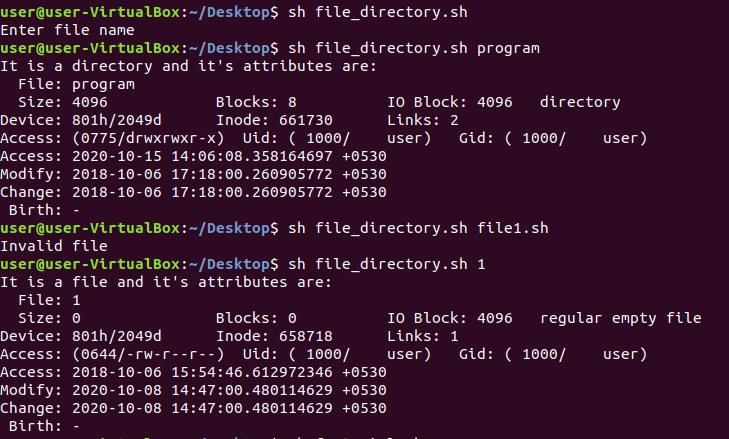 user@user-VirtualBox:~/Desktop$ sh file_directory.sh
Enter file name
user@user-VirtualBox:~/Desktop$ sh file_directory.sh program
It is a directory and it's attributes are:
  File: program
  Size: 4096            Blocks: 8          IO Block: 4096   directory
Device: 801h/2049d      Inode: 661730      Links: 2
Access: (0775/drwxrwxr-x)  Uid: ( 1000/    user)   Gid: ( 1000/    user)
Access: 2020-10-15 14:06:08.358164697 +0530
Modify: 2018-10-06 17:18:00.260905772 +0530
Change: 2018-10-06 17:18:00.260905772 +0530
 Birth: -
user@user-VirtualBox:~/Desktop$ sh file_directory.sh file1.sh
Invalid file
user@user-VirtualBox:~/Desktop$ sh file_directory.sh 1
It is a file and it's attributes are:
  File: 1
  Size: 0               Blocks: 0          IO Block: 4096   regular empty file
Device: 801h/2049d      Inode: 658718      Links: 1
Access: (0644/-rw-r--r--)  Uid: ( 1000/    user)   Gid: ( 1000/    user)
Access: 2018-10-06 15:54:46.612972346 +0530
Modify: 2020-10-08 14:47:00.480114629 +0530
Change: 2020-10-08 14:47:00.480114629 +0530
 Birth: -